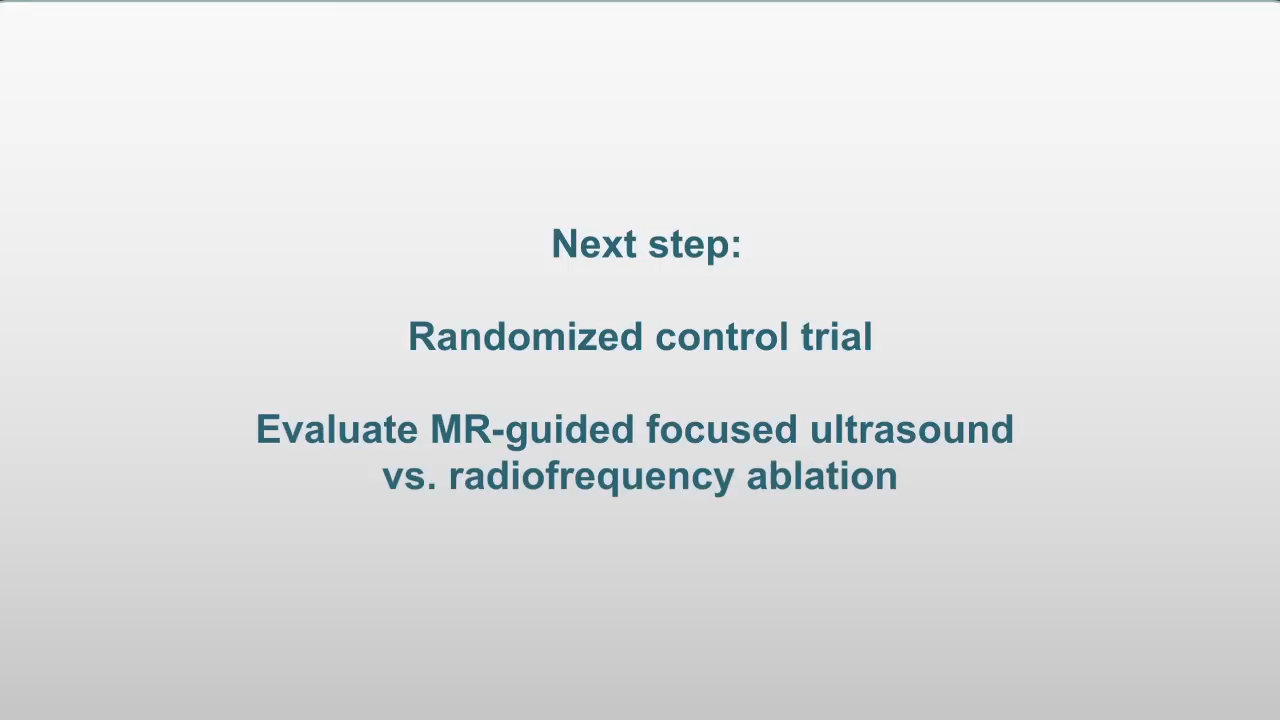 Next step:
Randomized control trial
Evaluate MR-guided focused ultrasound
vs. radiofrequency ablation